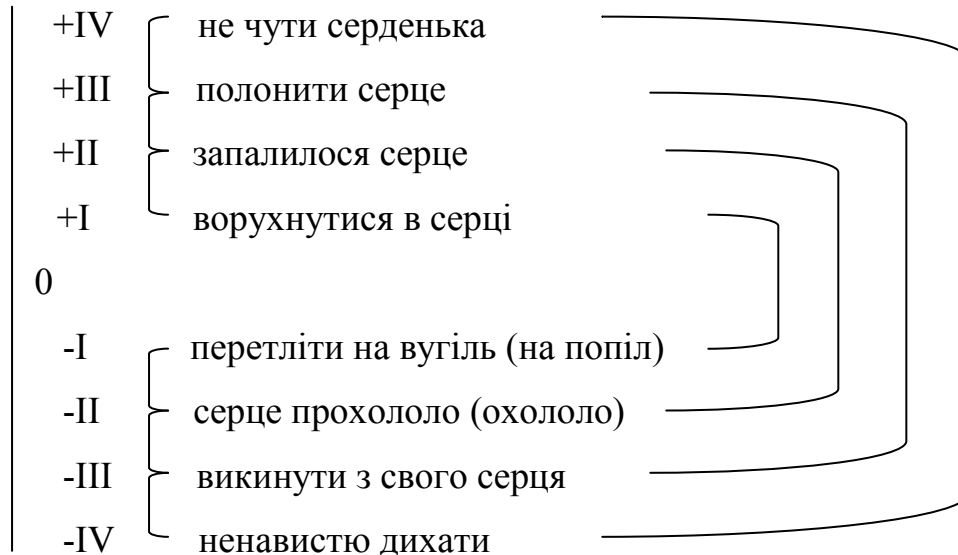 +IV не чути серденька
+III полонити серце
+II запалилося серце
+I ворухнутися в серці
0
-I перетліти на вугіль (на попіл)
-II серце прохололо (охололо)
-III викинути з свого серця
-IV ненавистю дихати